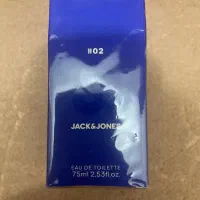 #02
JACK&JONES
EAU DE TOILETTE
75ml 2.53fl.oz.